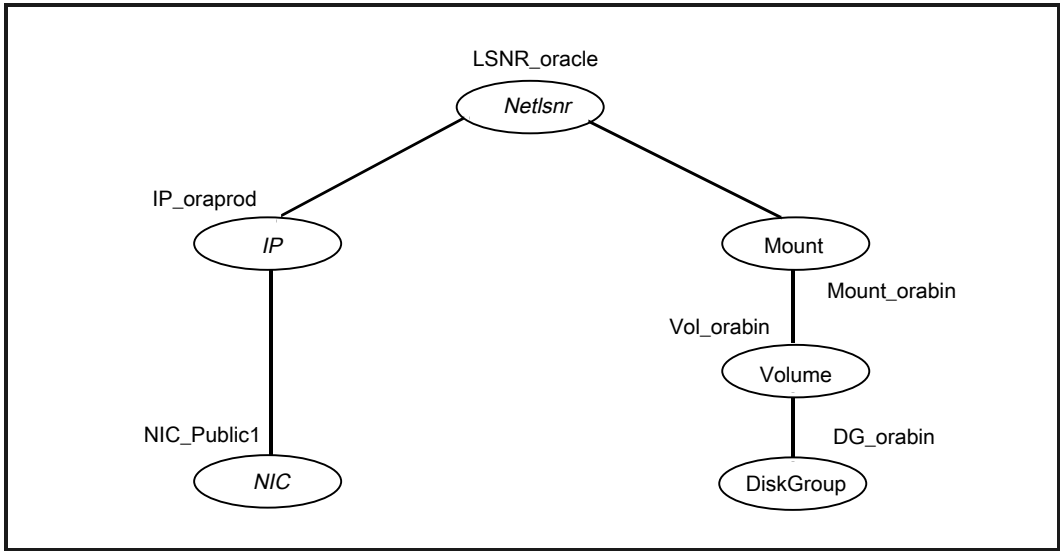 LSNR_oracle
Netlsnr
IP_oraprod
IP
Mount
Mount_orabin
Vol_orabin
Volume
NIC_Public1
DG_orabin
NIC
DiskGroup